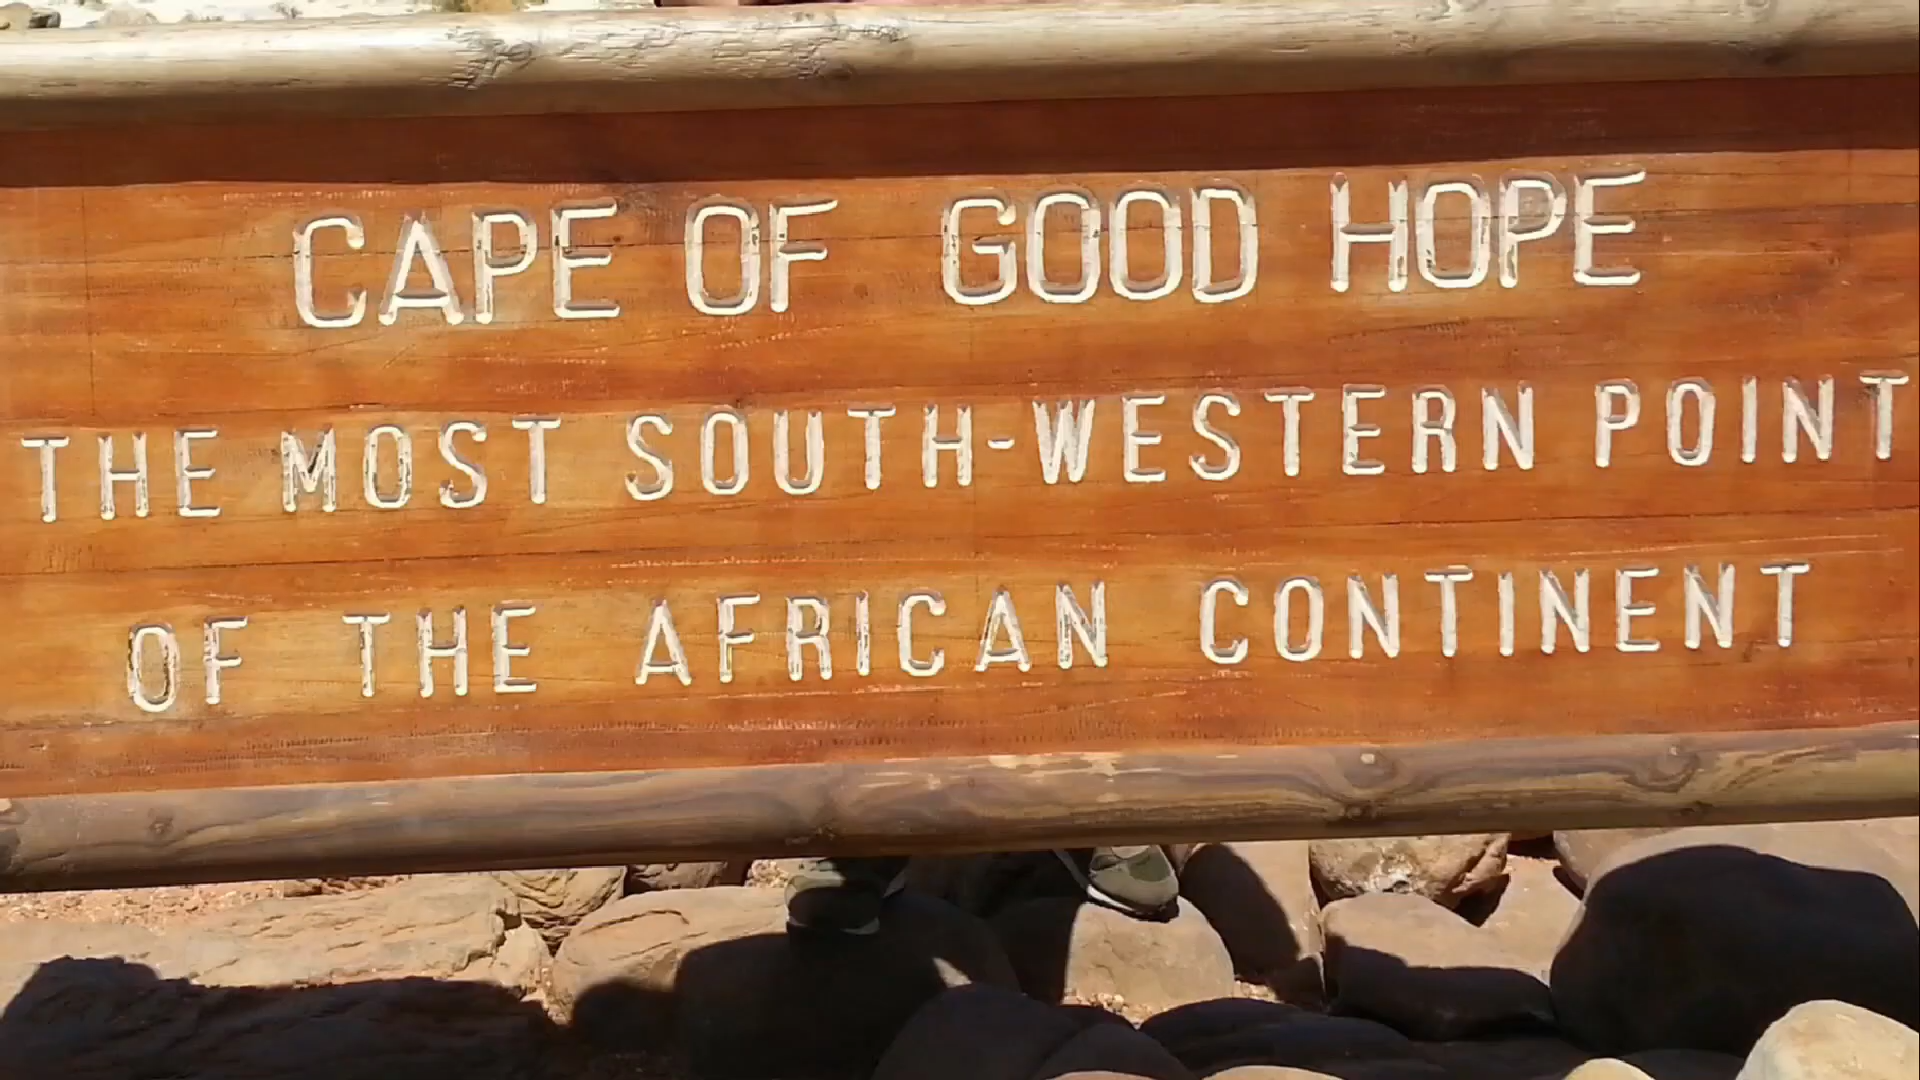 CAPE OF GOOD HOPE
THE MOST SOUTH-WESTERN POINT
OF THE AFRICAN CONTINENT